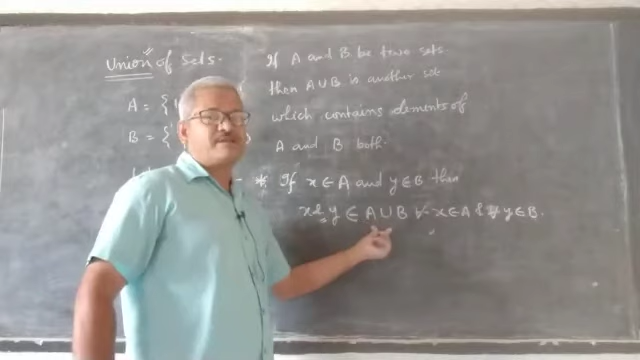 Union of Sets.
If A and B be two sets.
then A ∪ B is another set
which contains elements of
A and B both.
A = {
B = {
* If x ∈ A and y ∈ B then
x & y ∈ A ∪ B ∀ x ∈ A & y ∈ B.